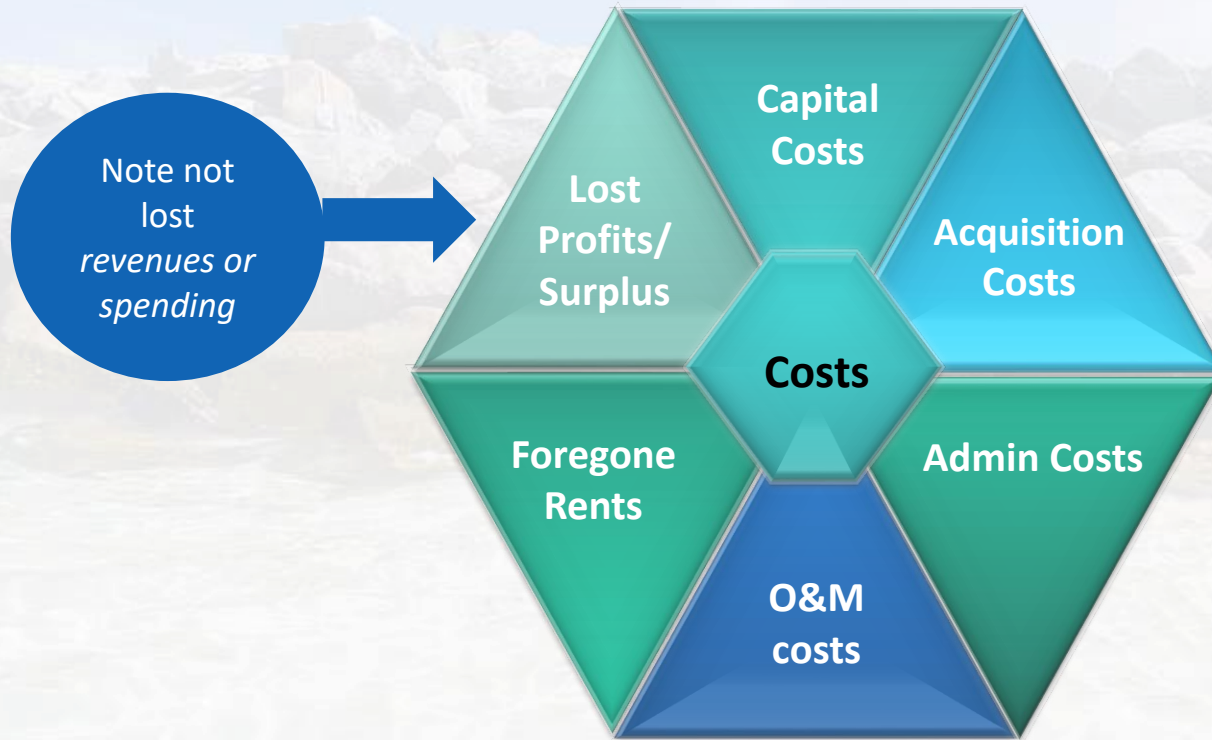 Note not
lost
revenues or
spending
Lost
Profits/
Surplus
Capital
Costs
Acquisition
Costs
Costs
Foregone
Rents
Admin Costs
O&M
costs